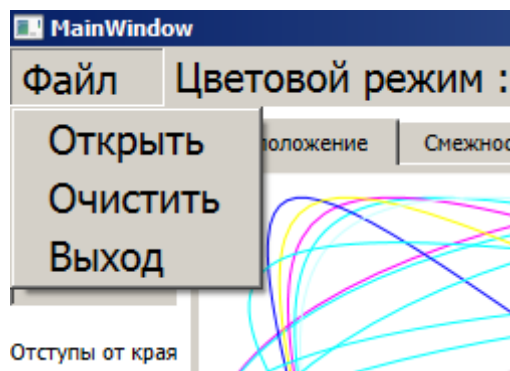 MainWindow
Файл Цветовой режим :
Открыть
Очистить
Выход
Отступы от края